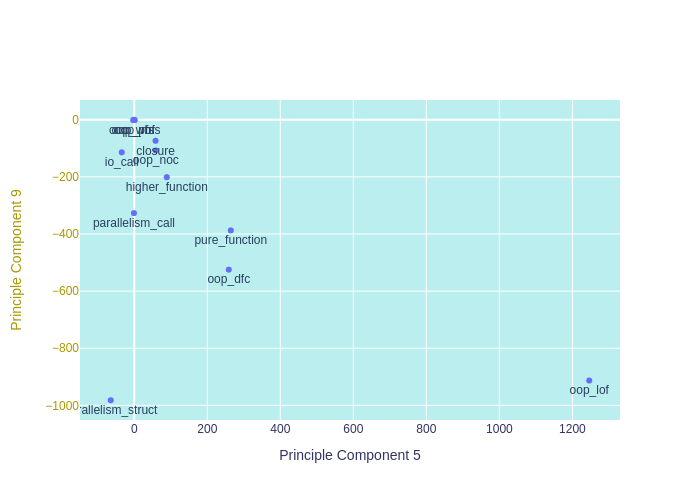 0
−200
−400
−600
−800
−1000
closure
oop_noc
io_call
higher_function
parallelism_call
pure_function
oop_dfc
oop_lof
allelism_struct
0
200
400
600
800
1000
1200
Principle Component 5
Principle Component 9